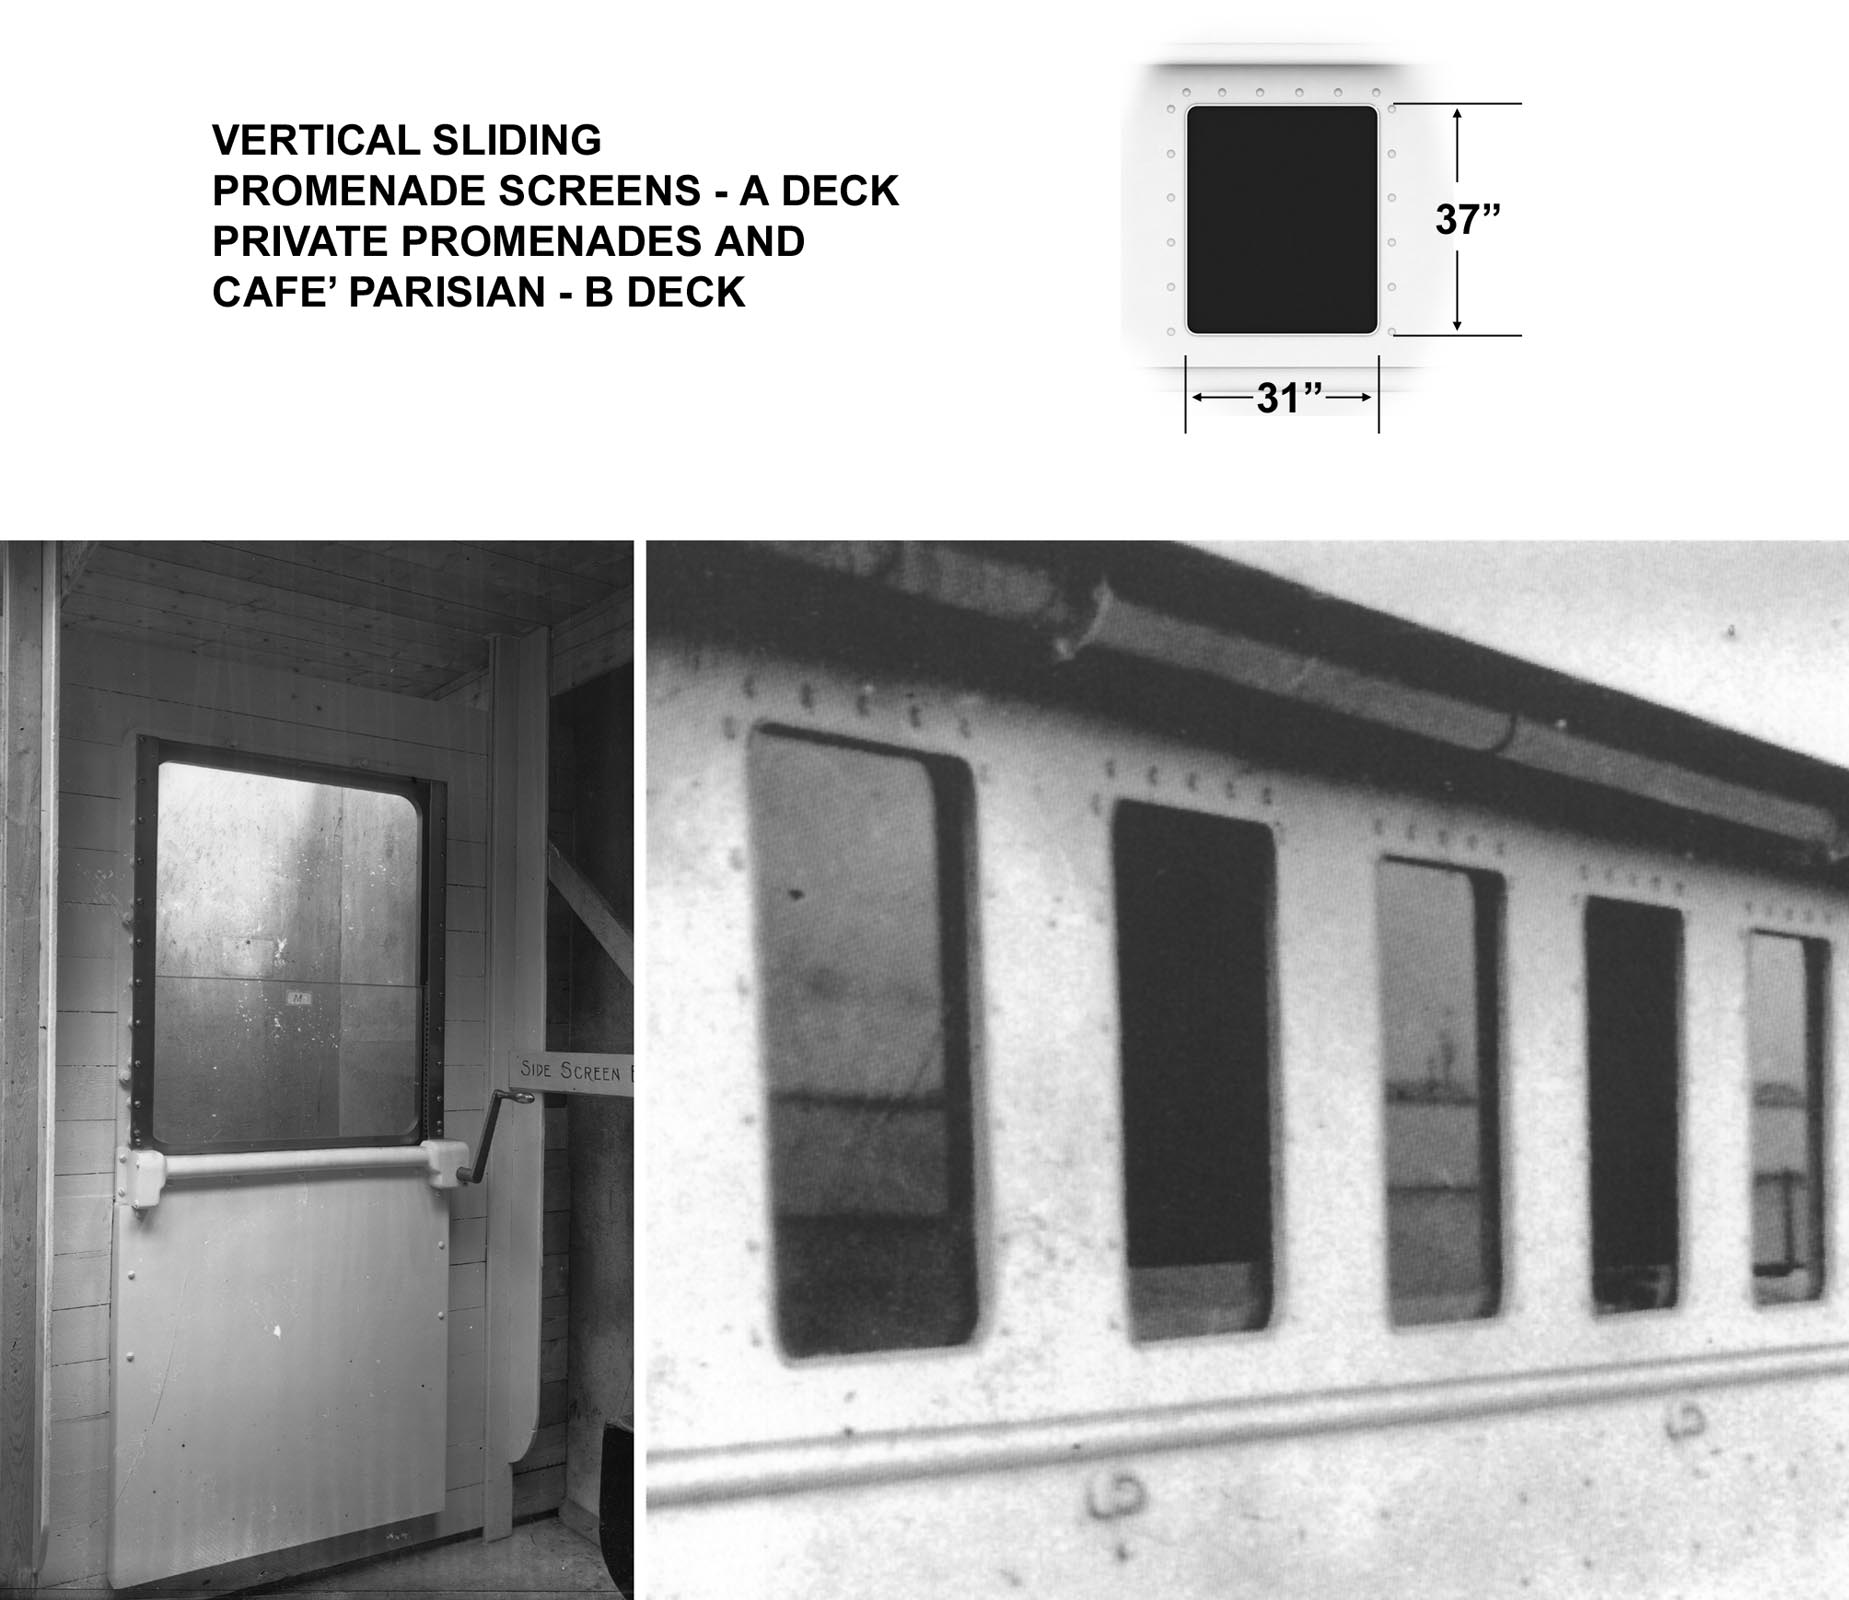 VERTICAL SLIDING
PROMENADE SCREENS - A DECK
PRIVATE PROMENADES AND
CAFE’ PARISIAN - B DECK
37”
31”
M
SIDE SCREEN